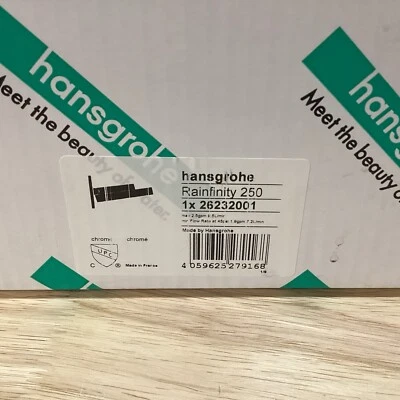 hansgrohe
Meet the beauty of water.
hansgrohe
Meet the beauty
hansgrohe
Rainfinity 250
1x 26232001
Made by Hansgrohe
chrome chrome
UPC
C ®
Made in France
4 059625 279168